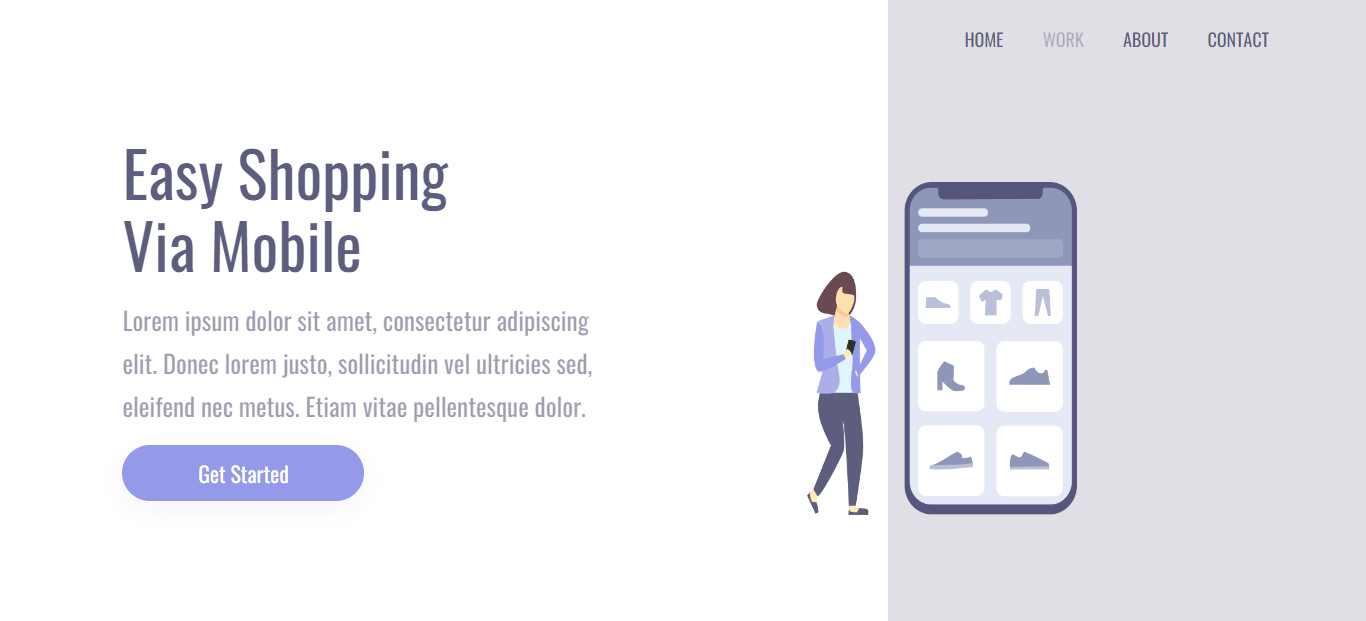 HOME WORK ABOUT CONTACT
Easy Shopping
Via Mobile
Lorem ipsum dolor sit amet, consectetur adipiscing
elit. Donec lorem justo, sollicitudin vel ultricies sed,
eleifend nec metus. Etiam vitae pellentesque dolor.
Get Started